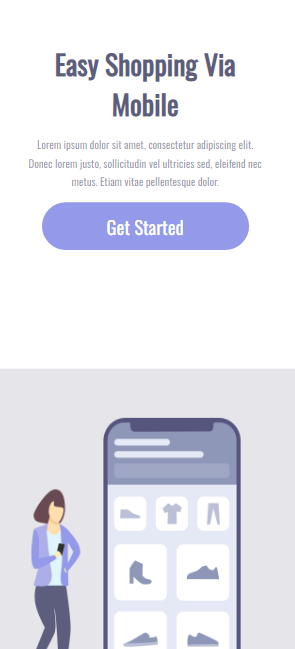 Easy Shopping Via
Mobile
Lorem ipsum dolor sit amet, consectetur adipiscing elit.
Donec lorem justo, sollicitudin vel ultricies sed, eleifend nec
metus. Etiam vitae pellentesque dolor.
Get Started